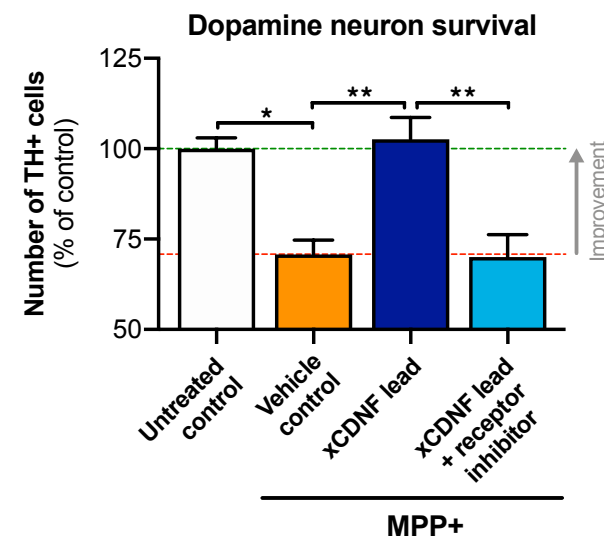 Dopamine neuron survival
Number of TH+ cells
(% of control)
125
100
75
50
*
**
**
Improvement
Untreated
control
Vehicle
control
xCDNF lead
xCDNF lead
+ receptor
inhibitor
MPP+